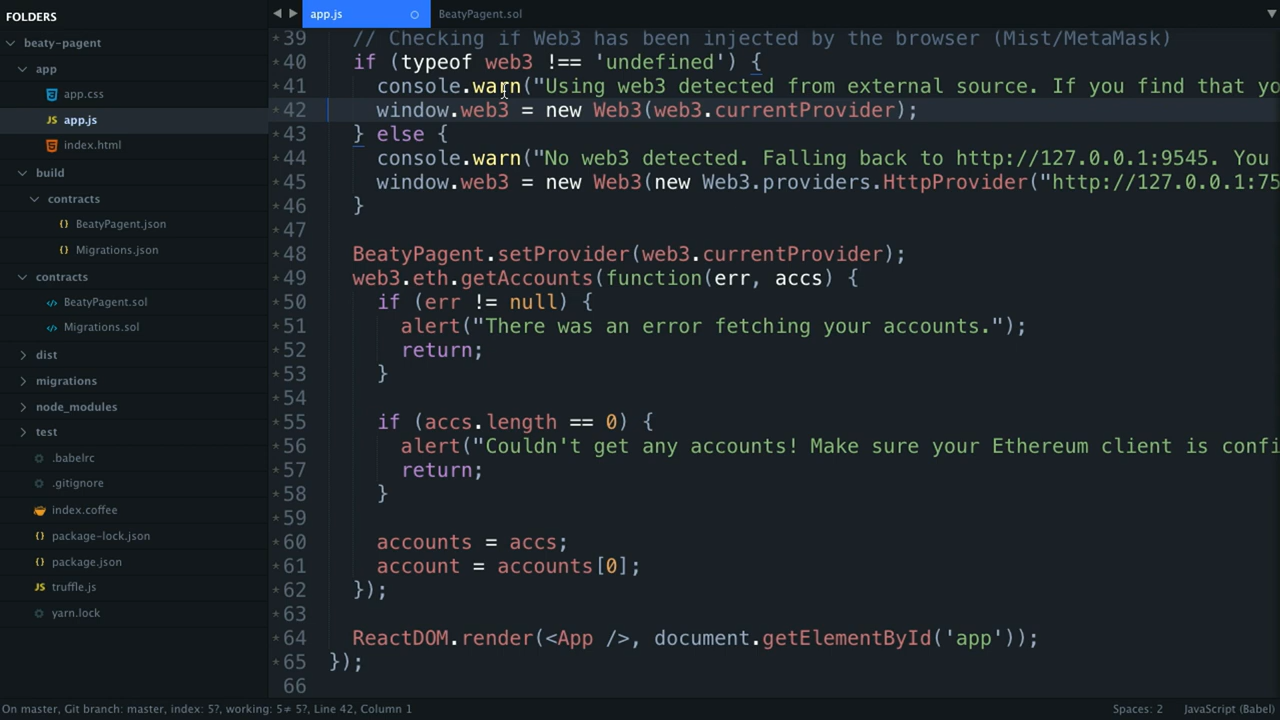 FOLDERS
beaty-pagent
app
app.css
app.js
index.html
build
contracts
BeatyPagent.json
Migrations.json
contracts
BeatyPagent.sol
Migrations.sol
dist
migrations
node_modules
test
.babelrc
.gitignore
index.coffee
package-lock.json
package.json
truffle.js
yarn.lock
app.js
BeatyPagent.sol
39 // Checking if Web3 has been injected by the browser (Mist/MetaMask)
40 if (typeof web3 !== 'undefined') {
41 console.warn("Using web3 detected from external source. If you find that yo
42 window.web3 = new Web3(web3.currentProvider);
43 } else {
44 console.warn("No web3 detected. Falling back to http://127.0.0.1:9545. You
45 window.web3 = new Web3(new Web3.providers.HttpProvider("http://127.0.0.1:75
46 }
47
48 BeatyPagent.setProvider(web3.currentProvider);
49 web3.eth.getAccounts(function(err, accs) {
50 if (err != null) {
51 alert("There was an error fetching your accounts.");
52 return;
53 }
54
55 if (accs.length == 0) {
56 alert("Couldn't get any accounts! Make sure your Ethereum client is confi
57 return;
58 }
59
60 accounts = accs;
61 account = accounts[0];
62 });
63
64 ReactDOM.render(<App />, document.getElementById('app'));
65 });
66
On master, Git branch: master, index: 5?, working: 5≠ 5?, Line 42, Column 1
Spaces: 2
JavaScript (Babel)